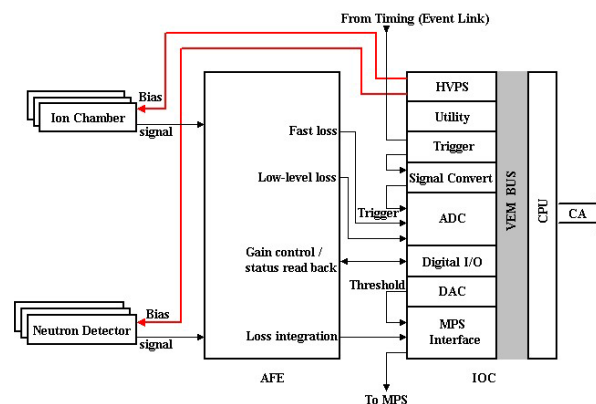 From Timing (Event Link)
Bias
Ion Chamber
signal
HVPS
Utility
Fast loss
Trigger
Low-level loss
Signal Convert
Trigger
ADC
VEM BUS
CPU
CA
Gain control /
status read back
Digital I/O
Threshold
DAC
Bias
Neutron Detector
signal
Loss integration
MPS
Interface
AFE
IOC
To MPS